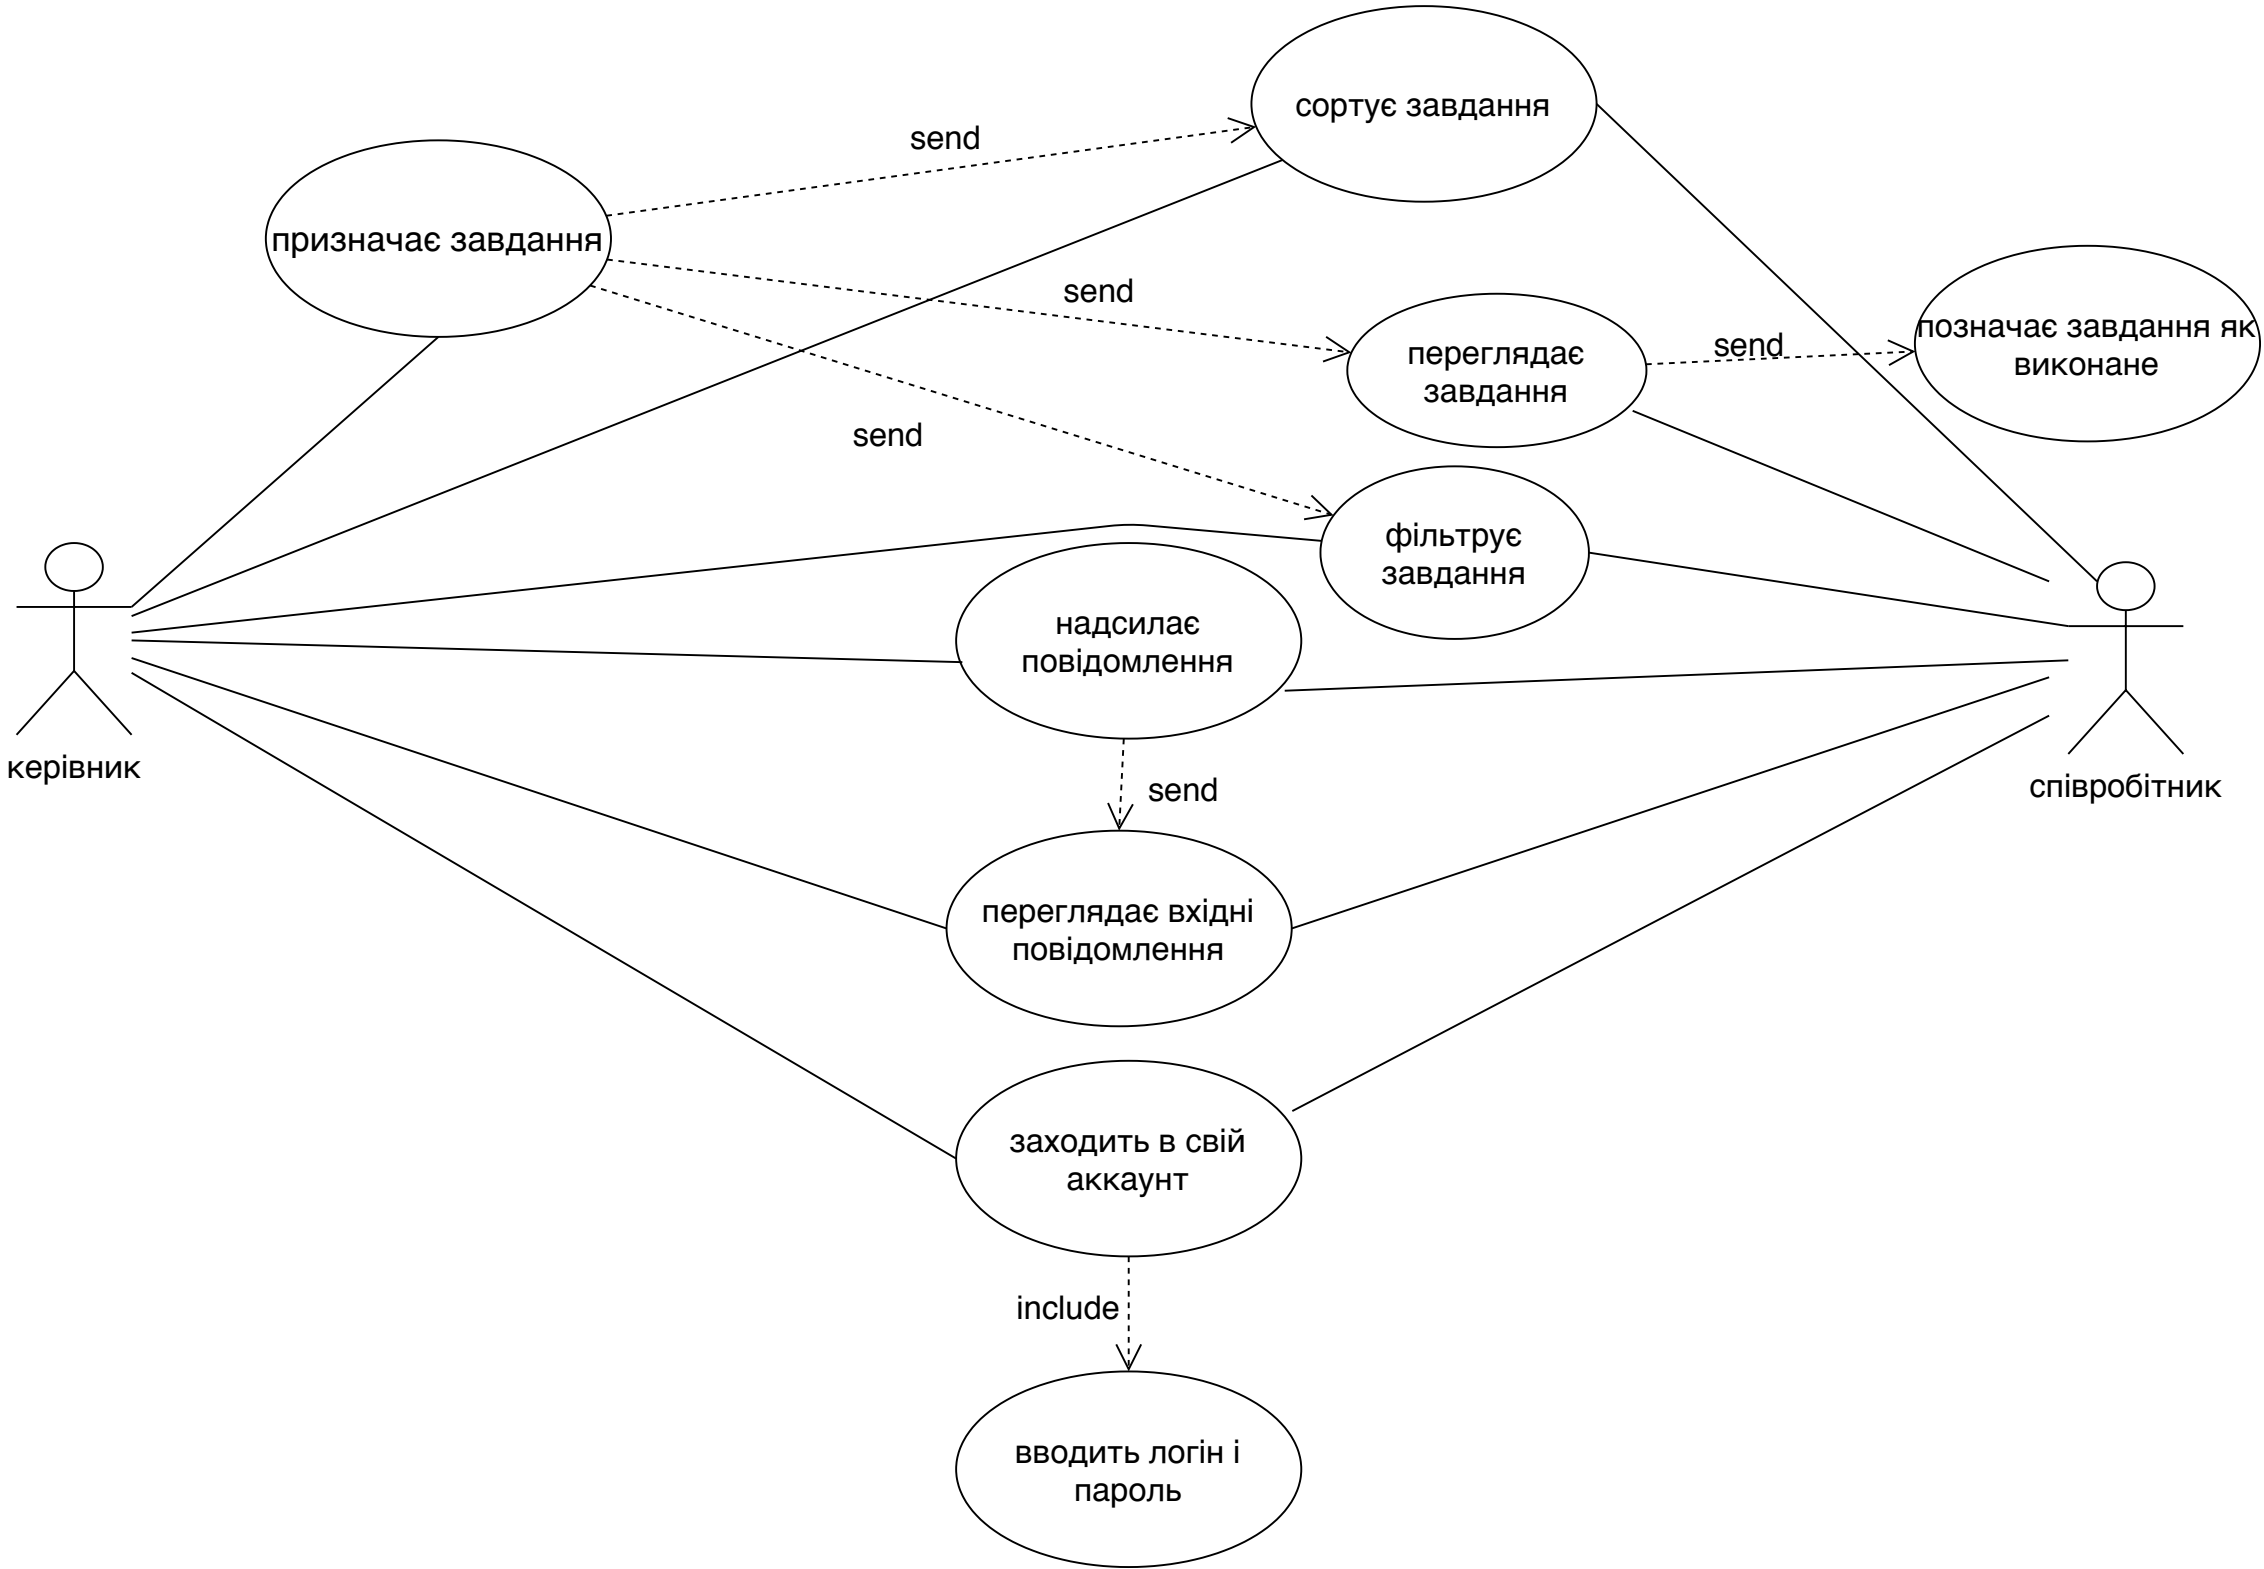 сортує завдання
send
призначає завдання
send
позначає завдання як
виконане
send
переглядає
завдання
send
фільтрує
завдання
надсилає
повідомлення
керівник
співробітник
send
переглядає вхідні
повідомлення
заходить в свій
аккаунт
include
вводить логін і
пароль